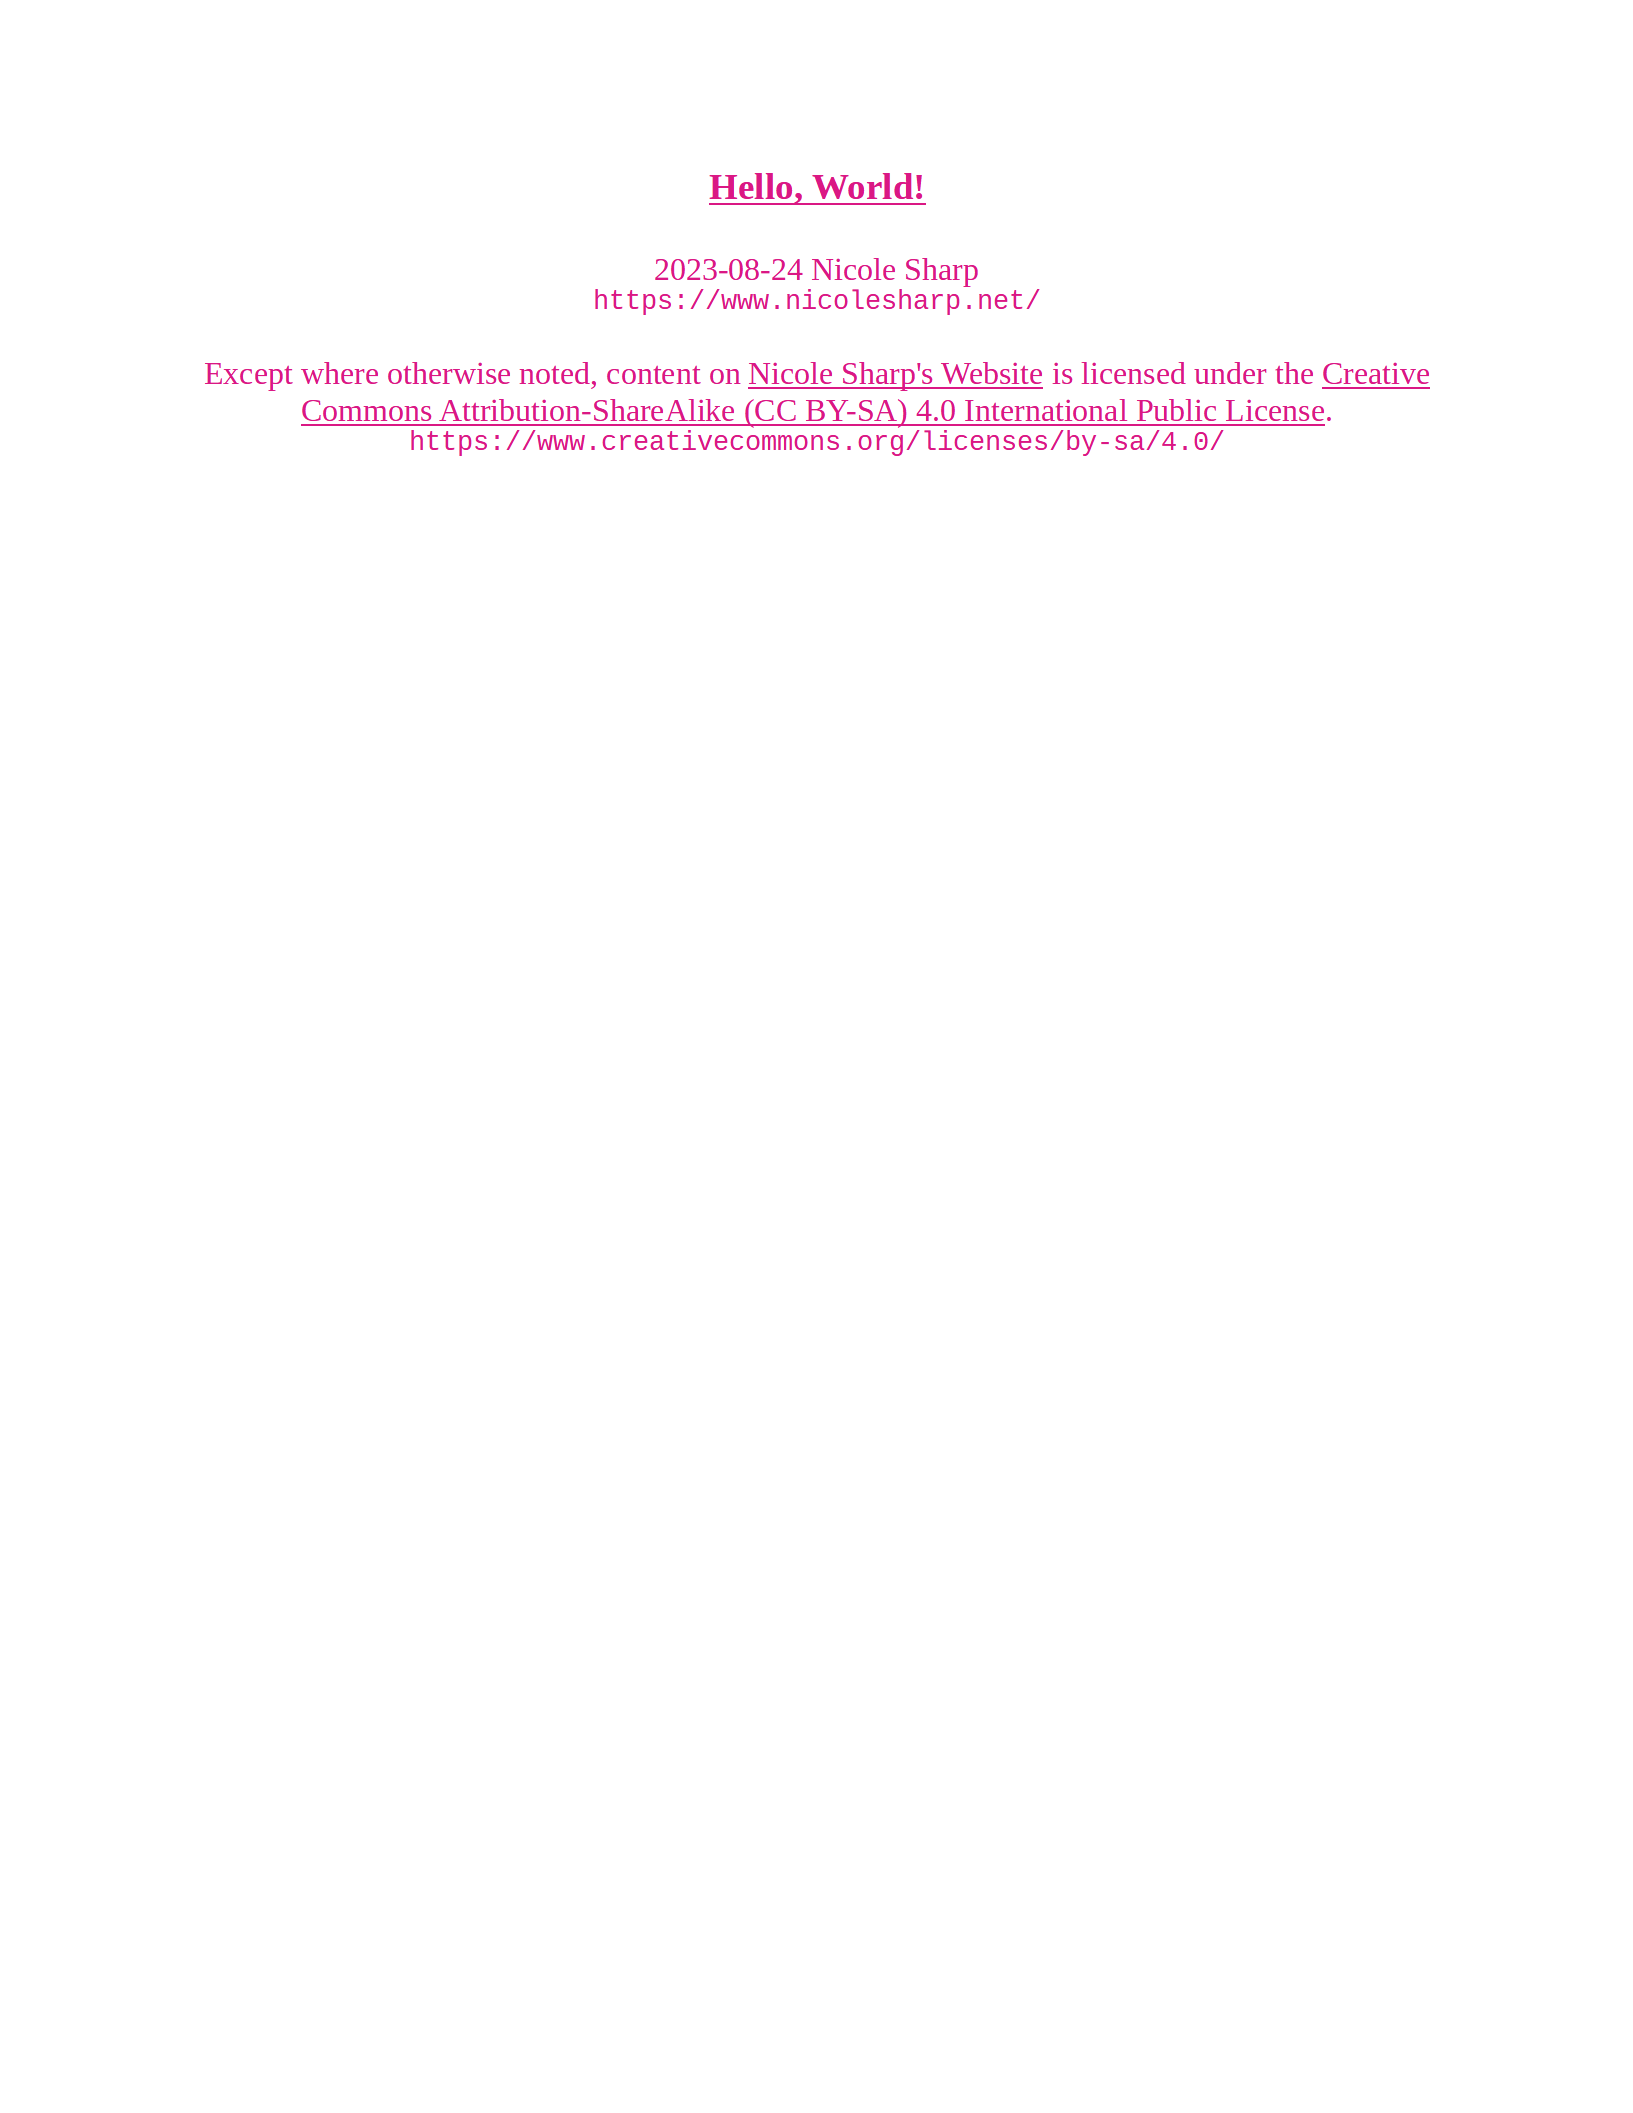 Hello, World!
2023-08-24 Nicole Sharp
https://www.nicolesharp.net/
Except where otherwise noted, content on Nicole Sharp's Website is licensed under the Creative
Commons Attribution-ShareAlike (CC BY-SA) 4.0 International Public License.
https://www.creativecommons.org/licenses/by-sa/4.0/